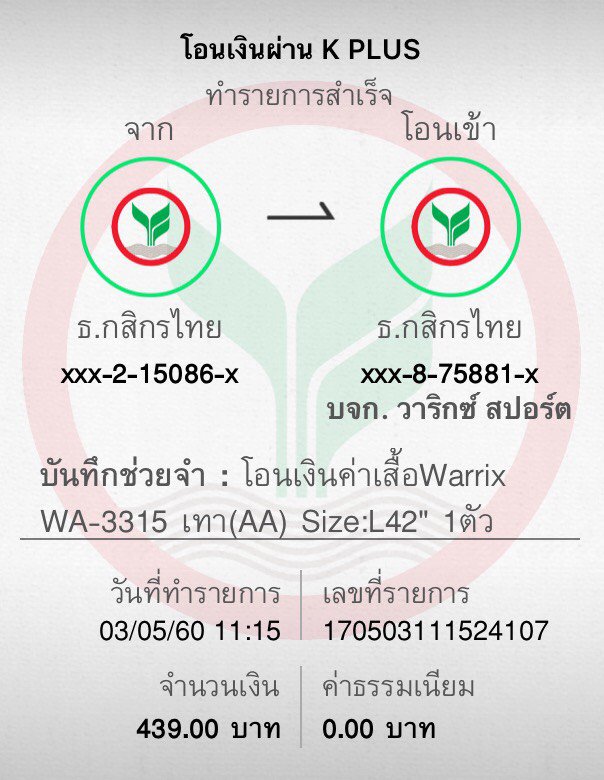 โอนเงินผ่าน K PLUS
ทำรายการสำเร็จ
จาก
โอนเข้า
ธ.กสิกรไทย
ธ.กสิกรไทย
xxx-2-15086-x
xxx-8-75881-x
บจก. วาริกซ์ สปอร์ต
บันทึกช่วยจำ : โอนเงินค่าเสื้อWarrix
WA-3315 เทา(AA) Size:L42" 1ตัว
วันที่ทำรายการ
เลขที่รายการ
03/05/60 11:15
170503111524107
จำนวนเงิน
ค่าธรรมเนียม
439.00 บาท
0.00 บาท